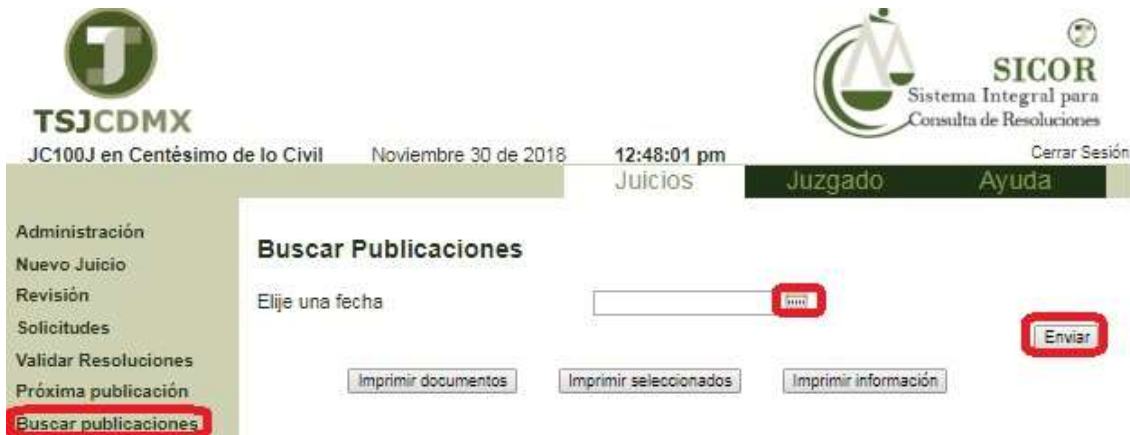 TSJCDMX
SICOR
Sistema Integral para
Consulta de Resoluciones
JC100J en Centésimo de lo Civil Noviembre 30 de 2018 12:48:01 pm Cerrar Sesión
Juicios Juzgado Ayuda
Administración
Nuevo Juicio
Revisión
Solicitudes
Validar Resoluciones
Próxima publicación
Buscar publicaciones
Buscar Publicaciones
Elije una fecha
Enviar
Imprimir documentos Imprimir seleccionados Imprimir información